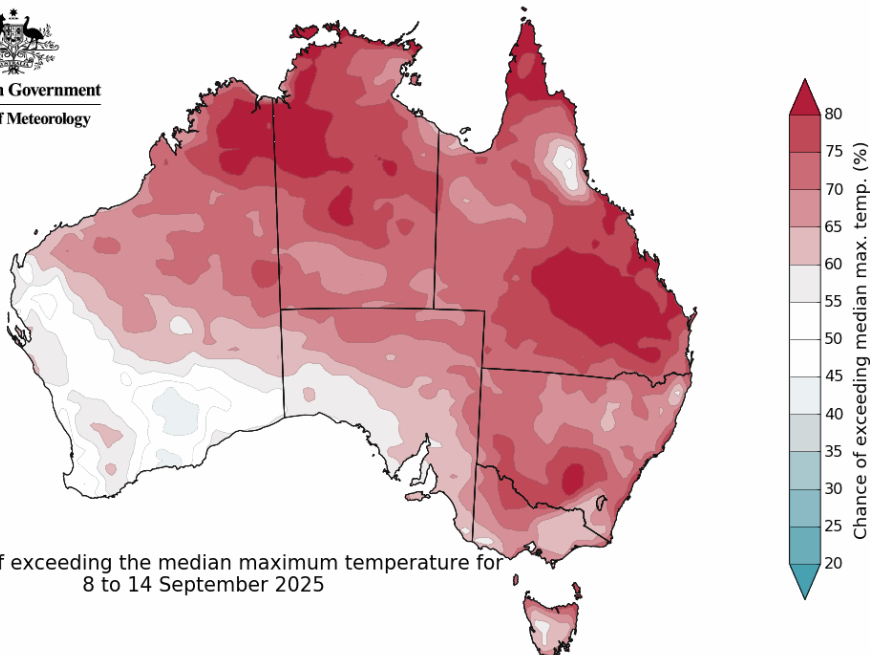 n Government
f Meteorology
80
75
70
65
60
55
50
45
40
35
30
25
20
Chance of exceeding median max. temp. (%)
f exceeding the median maximum temperature for
8 to 14 September 2025